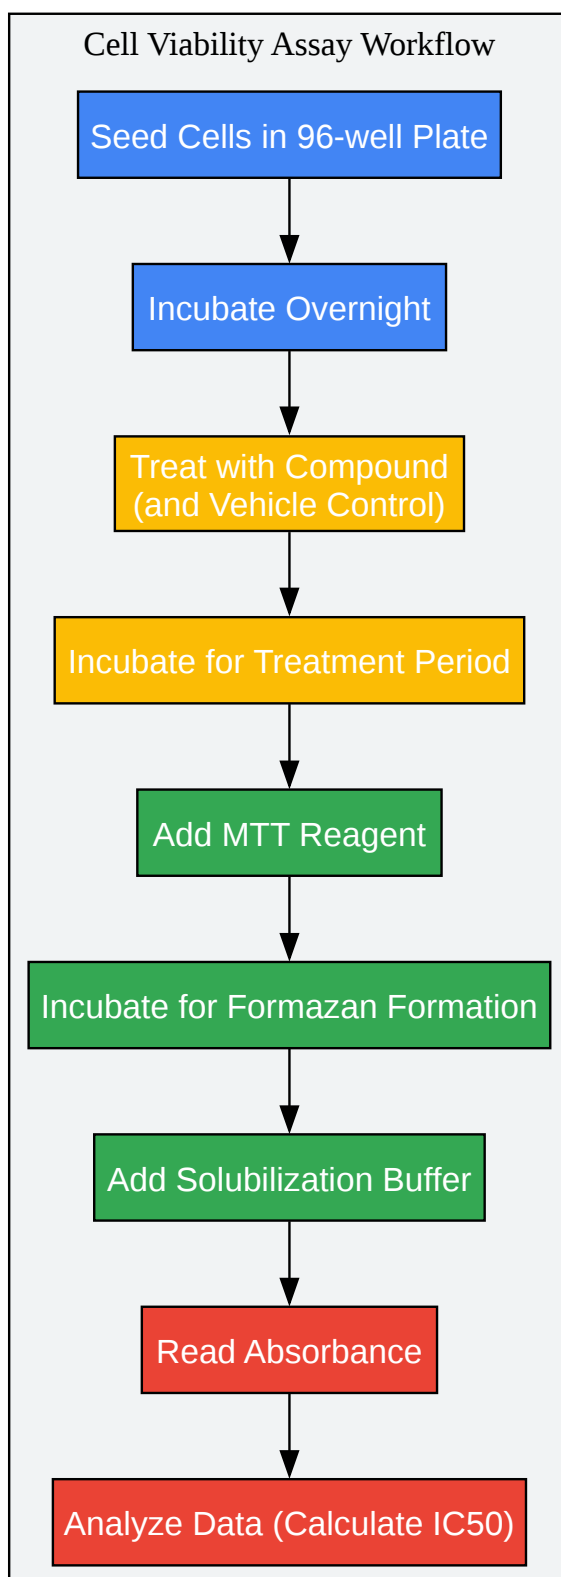 Cell Viability Assay Workflow
Seed Cells in 96-well Plate
Incubate Overnight
Treat with Compound
(and Vehicle Control)
Incubate for Treatment Period
Add MTT Reagent
Incubate for Formazan Formation
Add Solubilization Buffer
Read Absorbance
Analyze Data (Calculate IC50)